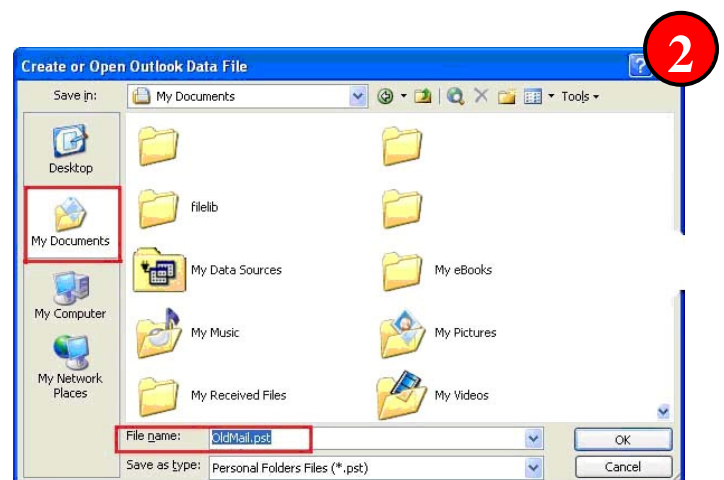 2
Create or Open Outlook Data File
?
Save in: My Documents Tools
Desktop
filelib
My Documents
My Data Sources My eBooks
My Computer
My Music My Pictures
My Network
Places
My Received Files My Videos
File name: OldMail.pst OK
Save as type: Personal Folders Files (*.pst) Cancel